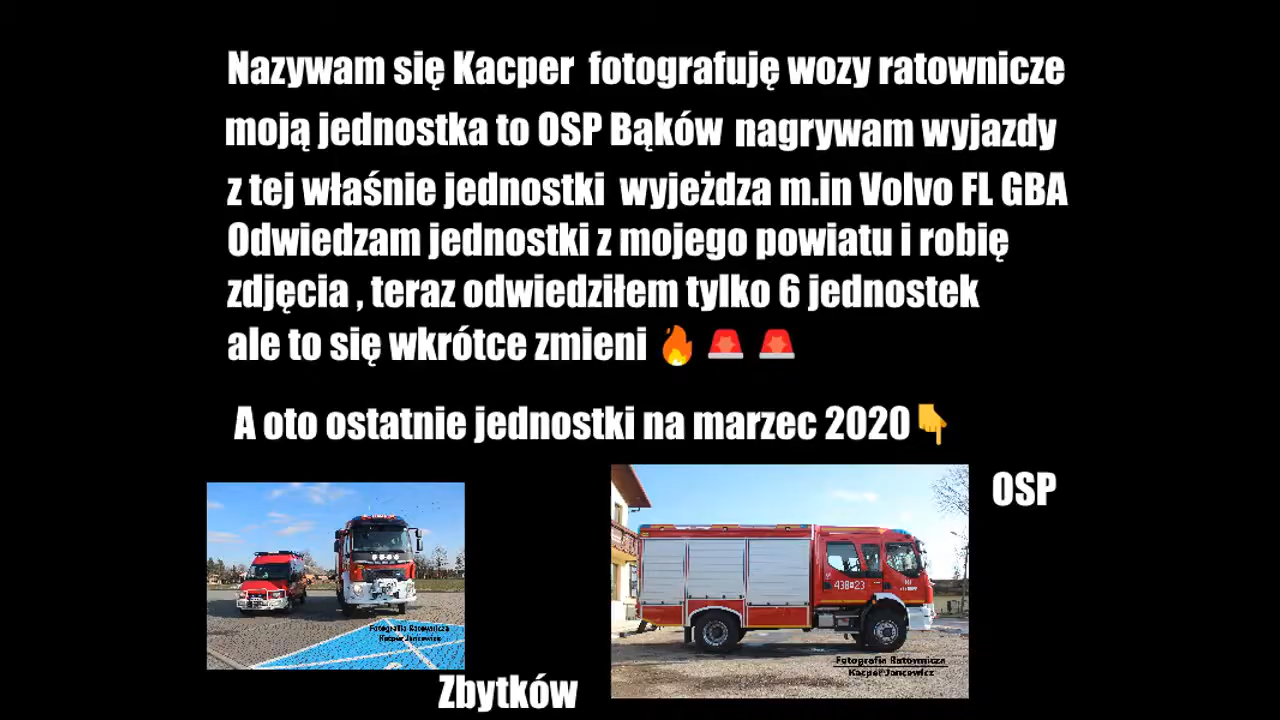 Nazywam się Kacper fotografuję wozy ratownicze
moją jednostka to OSP Bąków nagrywam wyjazdy
z tej właśnie jednostki wyjeżdza m.in Volvo FL GBA
Odwiedzam jednostki z mojego powiatu i robię
zdjęcia , teraz odwiedziłem tylko 6 jednostek
ale to się wkrótce zmieni 🔥 🚨 🚨
A oto ostatnie jednostki na marzec 2020👇
OSP
438 23
Fotografia Ratownicza
Kacper Jancewicz
Fotografia Ratownicza
Kacper Jancewicz
Zbytków